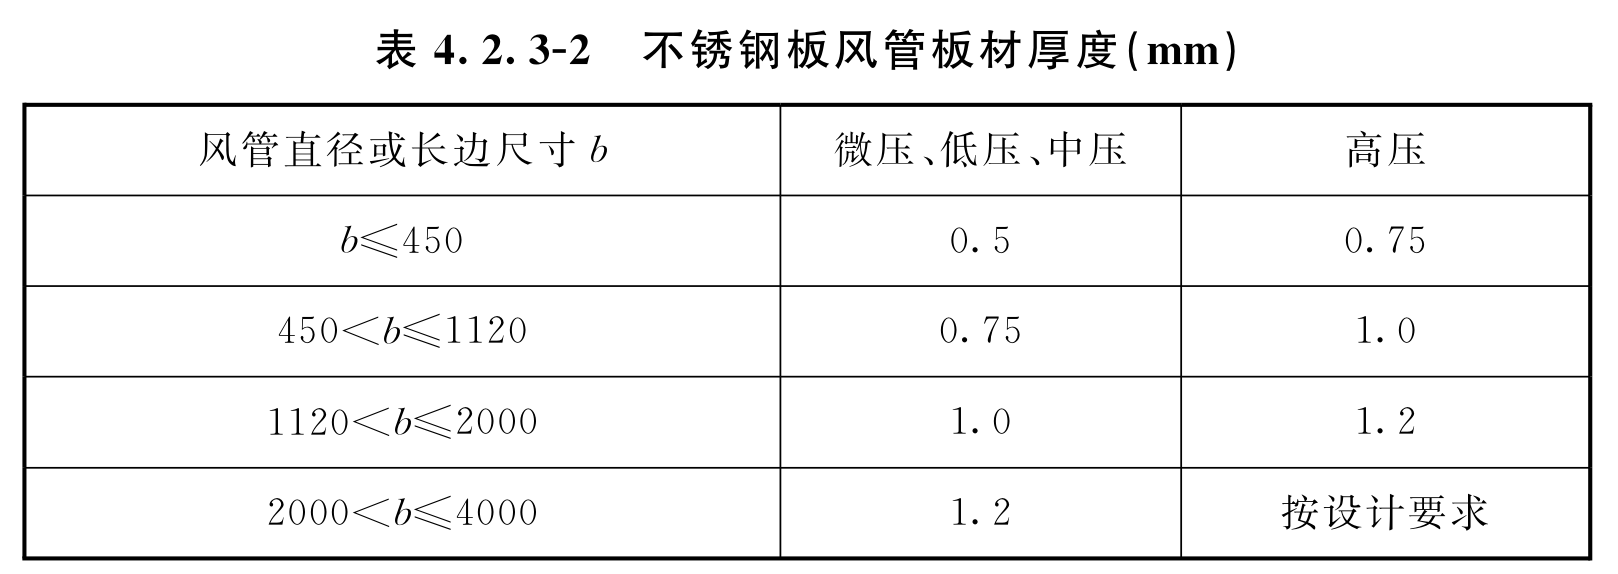 表 4. 2. 3-2 不锈钢板风管板材厚度(mm)
风管直径或长边尺寸 b 微压、低压、中压 高压
b≤450 0.5 0.75
450<b≤1120 0.75 1.0
1120<b≤2000 1.0 1.2
2000<b≤4000 1.2 按设计要求